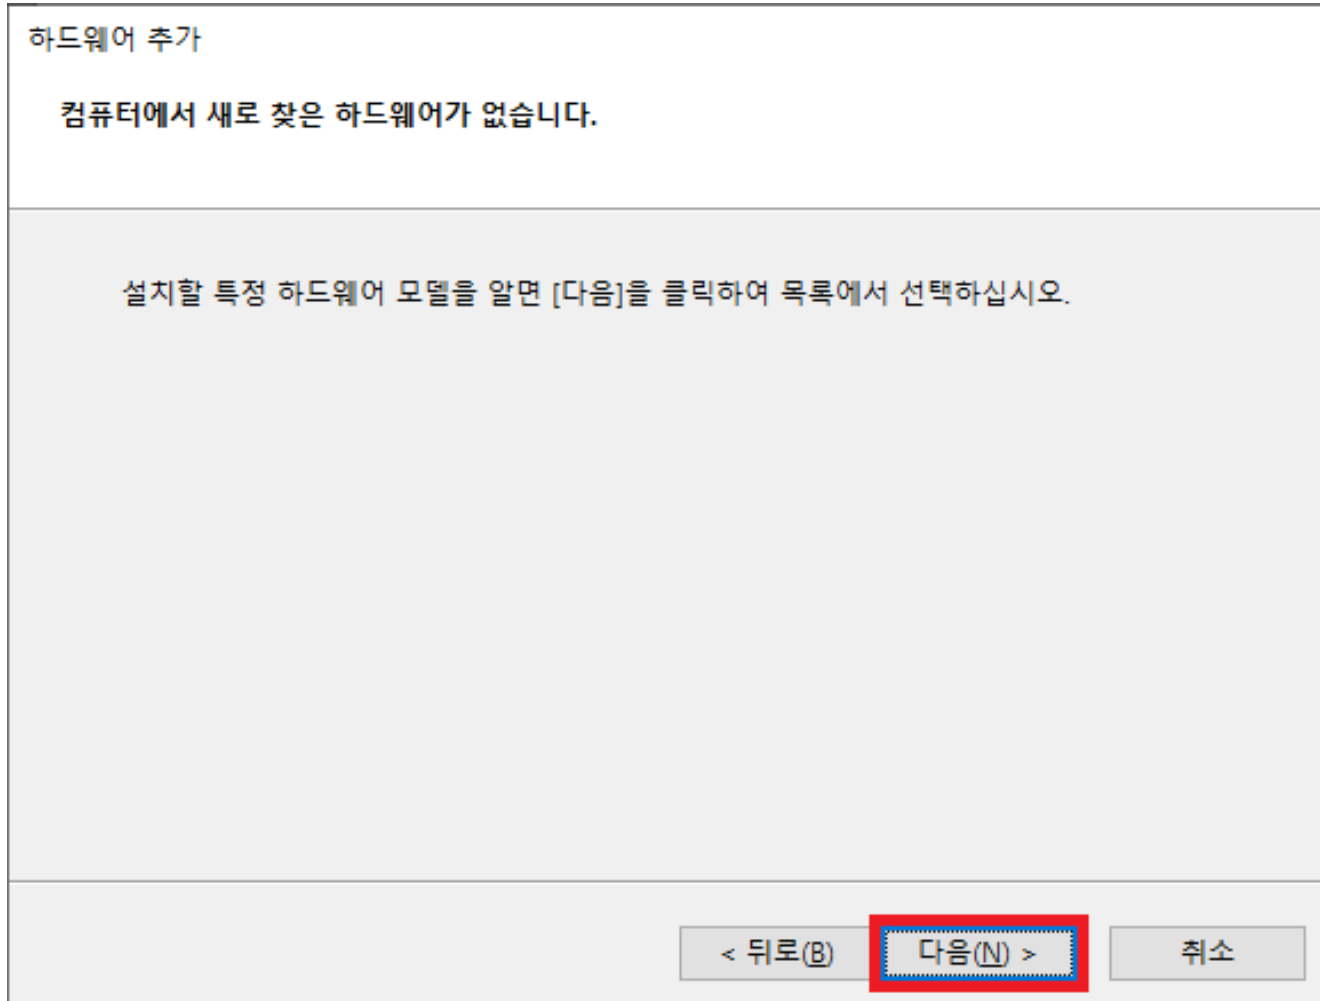 하드웨어 추가
컴퓨터에서 새로 찾은 하드웨어가 없습니다.
설치할 특정 하드웨어 모델을 알면 [다음]을 클릭하여 목록에서 선택하십시오.
< 뒤로(B) 다음(N) > 취소